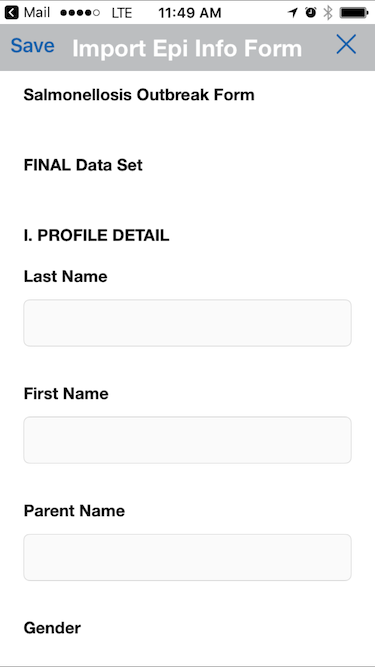 Mail LTE 11:49 AM
Save Import Epi Info Form
Salmonellosis Outbreak Form
FINAL Data Set
I. PROFILE DETAIL
Last Name
First Name
Parent Name
Gender